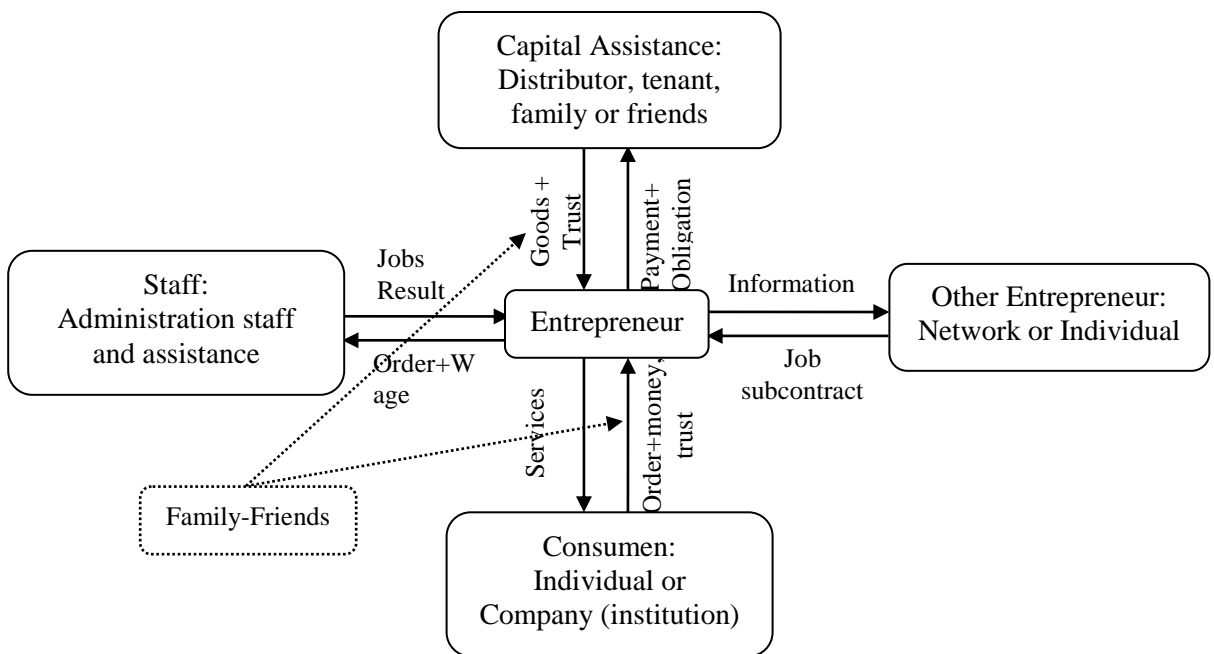 Capital Assistance:
Distributor, tenant,
family or friends
Goods +
Trust
Payment+
Obligation
Staff:
Administration staff
and assistance
Jobs
Result
Order+W
age
Entrepreneur
Information
Job
subcontract
Other Entrepreneur:
Network or Individual
Services
Order+money,
trust
Family-Friends
Consumen:
Individual or
Company (institution)